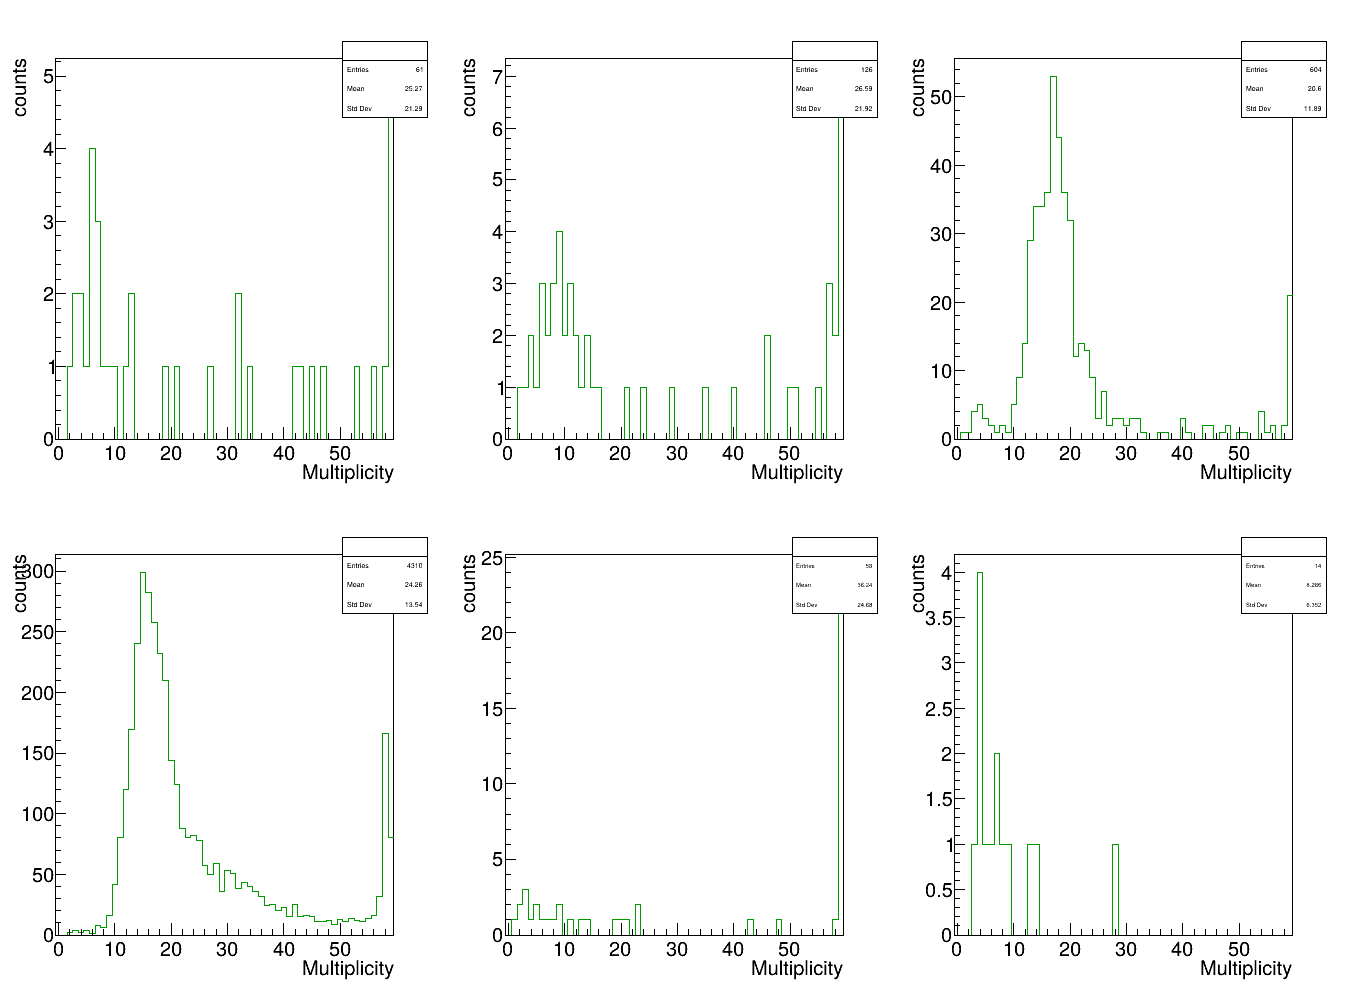 counts
Entries 61
Mean 25.27
Std Dev 21.29
5
4
3
2
1
0
0 10 20 30 40 50
Multiplicity
counts
Entries 126
Mean 26.59
Std Dev 21.92
7
6
5
4
3
2
1
0
0 10 20 30 40 50
Multiplicity
counts
Entries 604
Mean 20.6
Std Dev 11.89
50
40
30
20
10
0
0 10 20 30 40 50
Multiplicity
counts
Entries 4310
Mean 24.26
Std Dev 13.54
300
250
200
150
100
50
0
0 10 20 30 40 50
Multiplicity
counts
Entries 58
Mean 36.24
Std Dev 24.68
25
20
15
10
5
0
0 10 20 30 40 50
Multiplicity
counts
Entries 14
Mean 8.286
Std Dev 6.352
4
3.5
3
2.5
2
1.5
1
0.5
0
0 10 20 30 40 50
Multiplicity